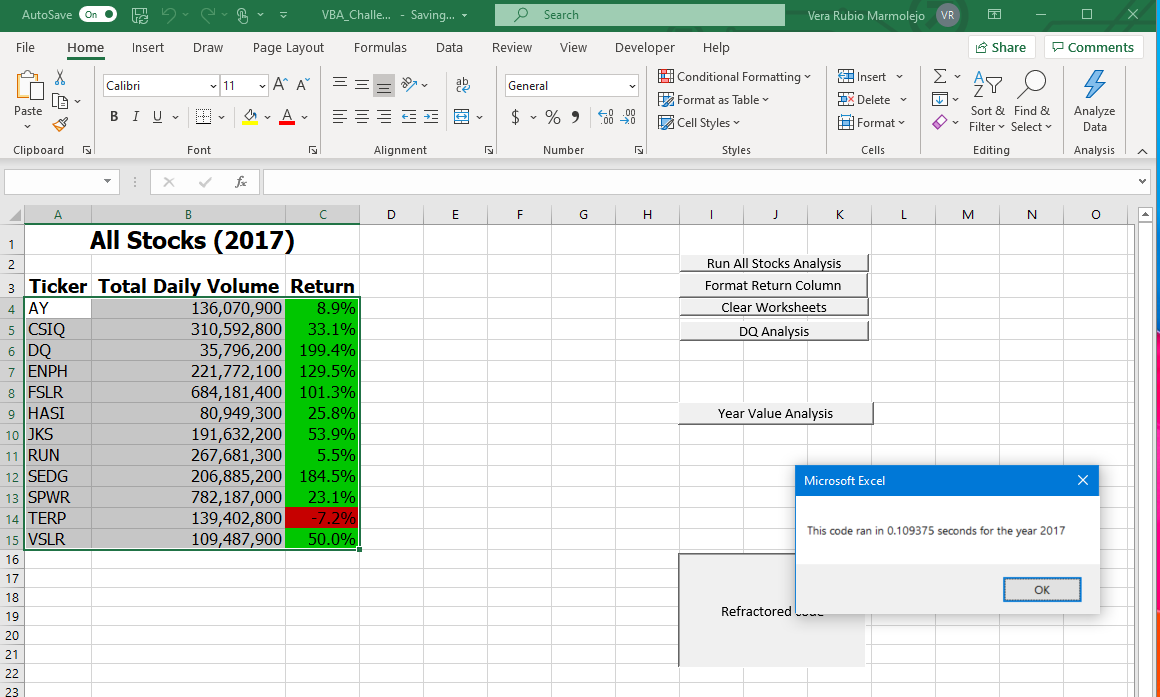 AutoSave On VBA_Challe... - Saving... Search Vera Rubio Marmolejo VR
File Home Insert Draw Page Layout Formulas Data Review View Developer Help Share Comments
Paste
Clipboard
Calibri 11
B I U A
Font
ab
Alignment
General
$ % 9
Number
Conditional Formatting
Format as Table
Cell Styles
Styles
Insert
Delete
Format
Cells
Sort &
Filter
Find &
Select
Editing
Analyze
Data
Analysis
fx
A B C D E F G H I J K L M N O
1 All Stocks (2017)
2 Run All Stocks Analysis
3 Ticker Total Daily Volume Return Format Return Column
4 AY 136,070,900 8.9% Clear Worksheets
5 CSIQ 310,592,800 33.1% DQ Analysis
6 DQ 35,796,200 199.4%
7 ENPH 221,772,100 129.5%
8 FSLR 684,181,400 101.3%
9 HASI 80,949,300 25.8% Year Value Analysis
10 JKS 191,632,200 53.9%
11 RUN 267,681,300 5.5%
12 SEDG 206,885,200 184.5%
13 SPWR 782,187,000 23.1%
14 TERP 139,402,800 -7.2%
15 VSLR 109,487,900 50.0%
16
17
18
19
20
21
22
23
Microsoft Excel
This code ran in 0.109375 seconds for the year 2017
OK
Refractored